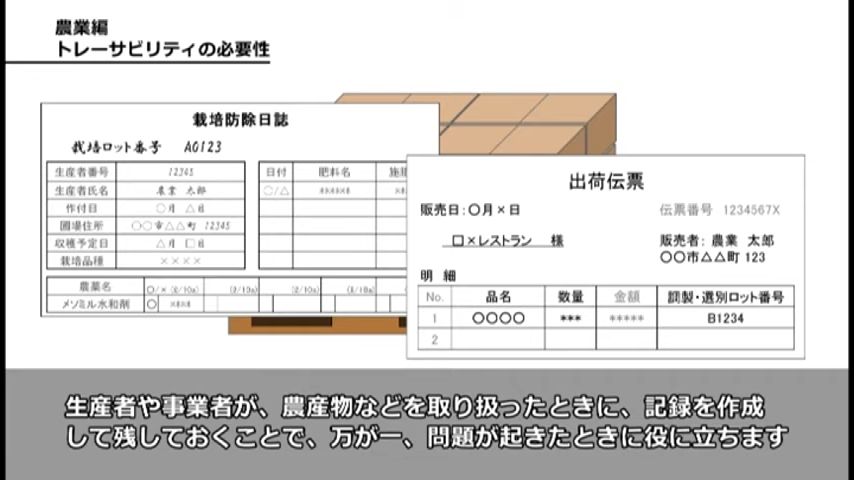 農業編
トレーサビリティの必要性
栽培防除日誌
栽培ロット番号 A0123
生産者番号 12345
生産者氏名 農業 太郎
作付日 〇月 △日
圃場住所 〇〇市△△町 12345
収穫予定日 △月 □日
栽培品種 ××××
日付 肥料名
〇/△ *****
農薬名 〇/×
メソミル水和剤 〇 ×××
出荷伝票
販売日:〇月×日 伝票番号 1234567X
□×レストラン 様 販売者: 農業 太郎
〇〇市△△町 123
明 細
No. 品名 数量 金額 調製・選別ロット番号
1 〇〇〇〇 *** ***** B1234
2
生産者や事業者が、農産物などを取り扱ったときに、記録を作成
して残しておくことで、万が一、問題が起きたときに役に立ちます